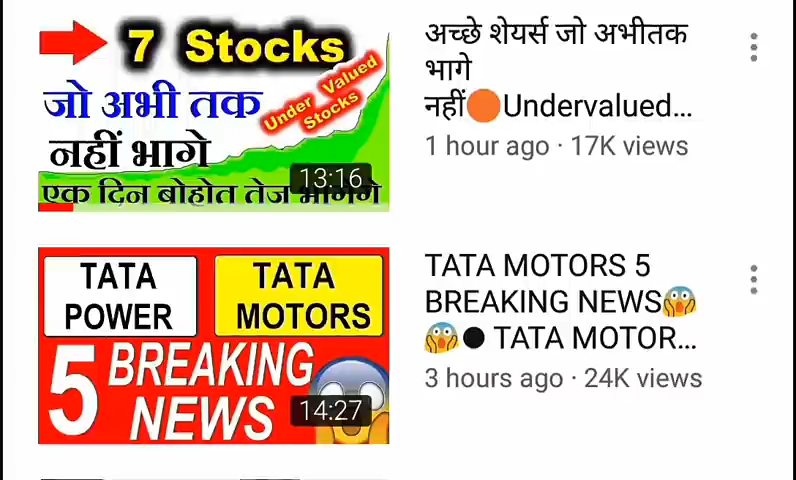 7 Stocks
जो अभी तक
नहीं भागे
Under Valued
Stocks
एक दिन बोहोत तेज भागेंगे
13:16
अच्छे शेयर्स जो अभीतक
भागे
नहीं🟠Undervalued...
1 hour ago · 17K views
TATA
POWER
TATA
MOTORS
5 BREAKING
NEWS
14:27
TATA MOTORS 5
BREAKING NEWS😱
😱● TATA MOTOR...
3 hours ago · 24K views